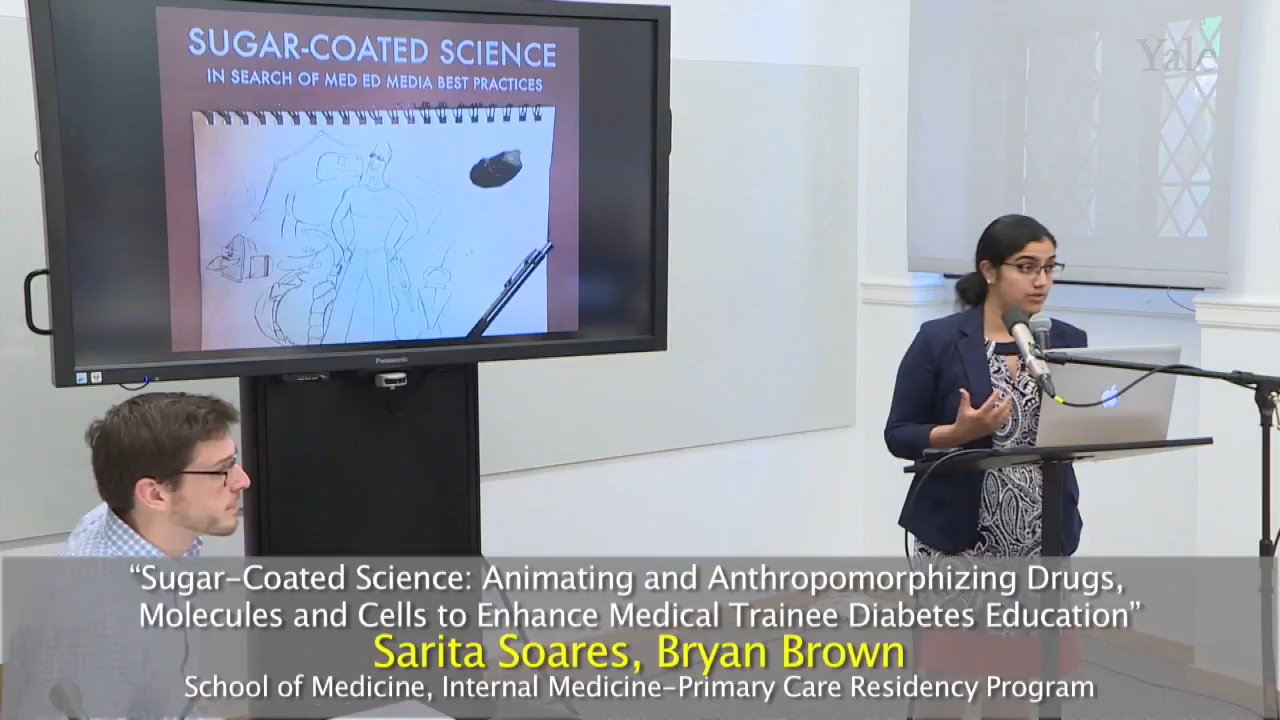 SUGAR-COATED SCIENCE
IN SEARCH OF MED ED MEDIA BEST PRACTICES
Yale
Panasonic
“Sugar-Coated Science: Animating and Anthropomorphizing Drugs,
Molecules and Cells to Enhance Medical Trainee Diabetes Education”
Sarita Soares, Bryan Brown
School of Medicine, Internal Medicine-Primary Care Residency Program